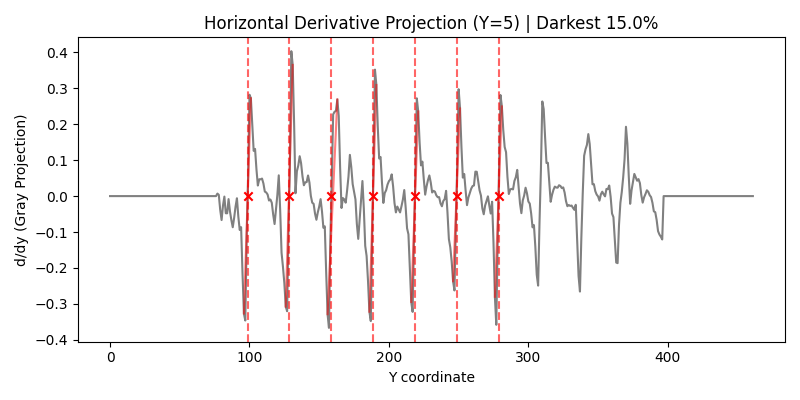 Horizontal Derivative Projection (Y=5) | Darkest 15.0%
d/dy (Gray Projection)
0.4
0.3
0.2
0.1
0.0
−0.1
−0.2
−0.3
−0.4
0 100 200 300 400
Y coordinate